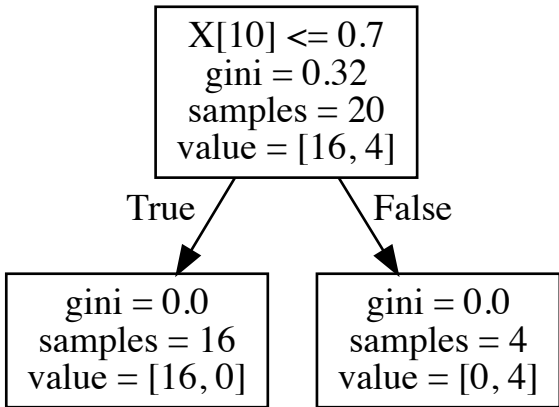 X[10] <= 0.7
gini = 0.32
samples = 20
value = [16, 4]
True
False
gini = 0.0
samples = 16
value = [16, 0]
gini = 0.0
samples = 4
value = [0, 4]